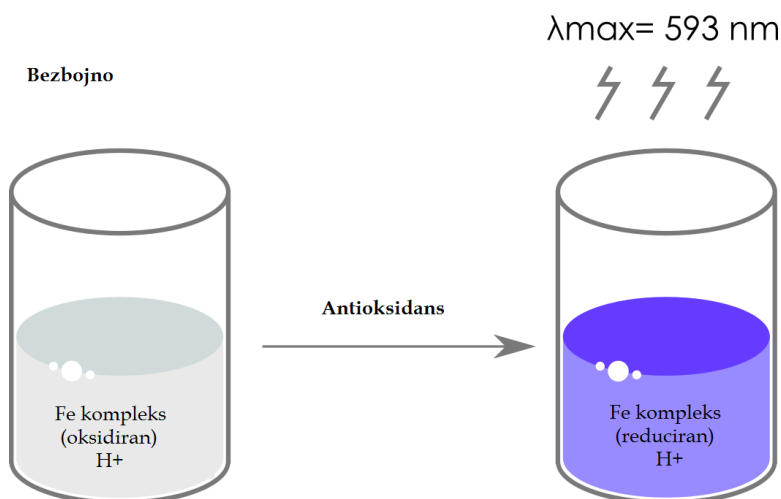 λmax= 593 nm
Bezbojno
Antioksidans
Fe kompleks
(oksidiran)
H+
Fe kompleks
(reduciran)
H+